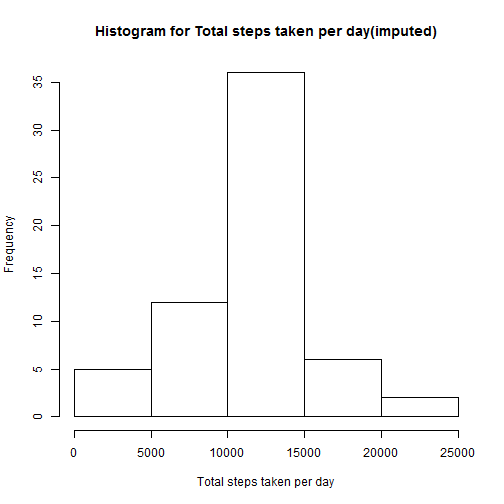 Histogram for Total steps taken per day(imputed)
Frequency
35
30
25
20
15
10
5
0
0 5000 10000 15000 20000 25000
Total steps taken per day